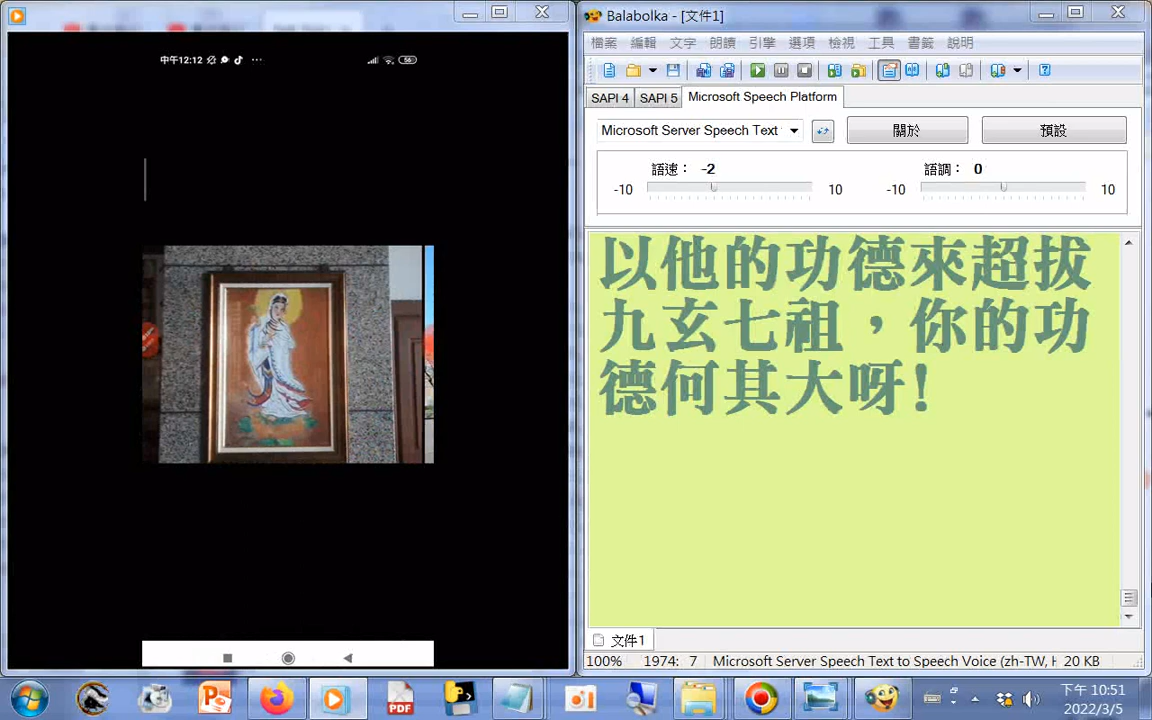 中午12:12
56
Balabolka - [文件1]
檔案 編輯 文字 朗讀 引擎 選項 檢視 工具 書籤 說明
SAPI 4 SAPI 5 Microsoft Speech Platform
Microsoft Server Speech Text 關於 預設
語速： -2 語調： 0
-10 10 -10 10
以他的功德來超拔
九玄七祖，你的功
德何其大呀!
文件1
100% 1974: 7 Microsoft Server Speech Text to Speech Voice (zh-TW, H 20 KB
下午 10:51
2022/3/5